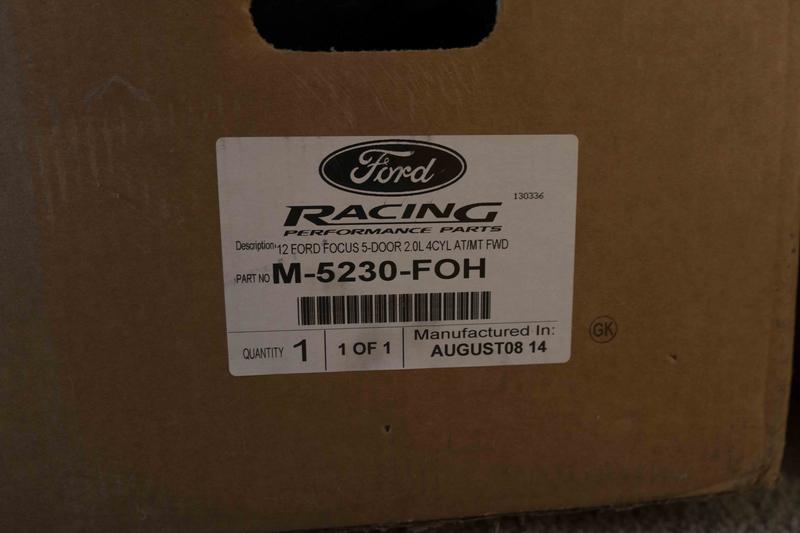 Ford
RACING
PERFORMANCE PARTS
130336
Description: '12 FORD FOCUS 5-DOOR 2.0L 4CYL AT/MT FWD
PART NO M-5230-FOH
QUANTITY 1
1 OF 1
Manufactured In:
AUGUST08 14
GK